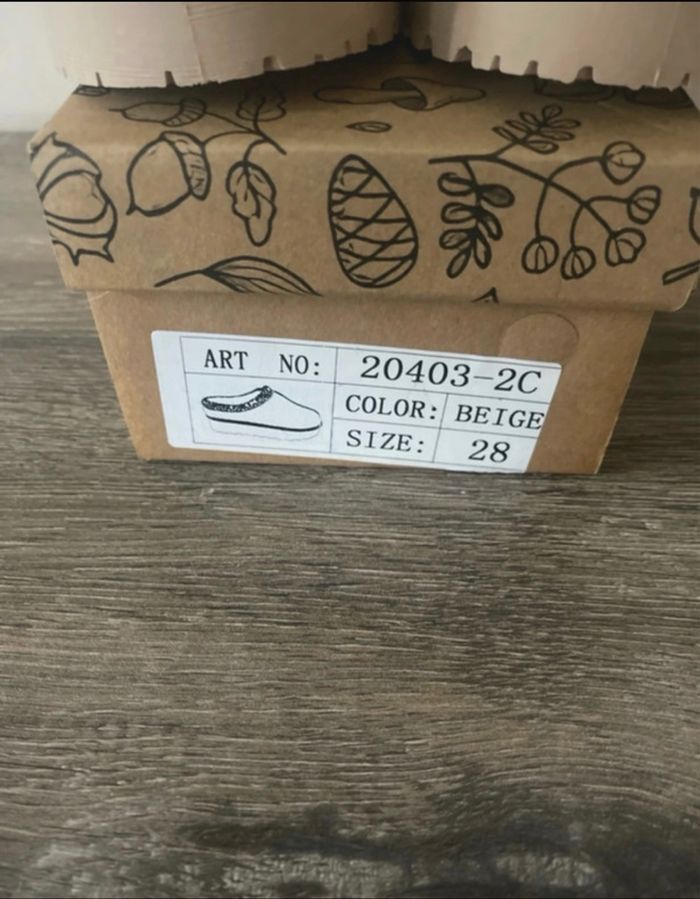 ART NO: 20403-2C
COLOR: BEIGE
SIZE: 28